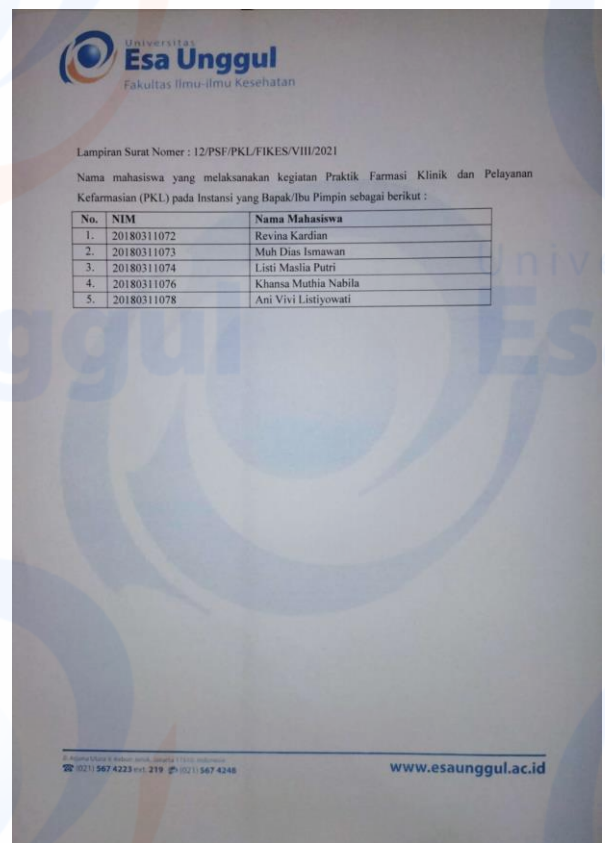 Universitas
Esa Unggul
Fakultas Ilmu-ilmu Kesehatan
Lampiran Surat Nomer : 12/PSF/PKL/FIKES/VIII/2021
Nama mahasiswa yang melaksanakan kegiatan Praktik Farmasi Klinik dan Pelayanan
Kefarmasian (PKL) pada Instansi yang Bapak/Ibu Pimpin sebagai berikut :
No. NIM Nama Mahasiswa
1. 20180311072 Revina Kardian
2. 20180311073 Muh Dias Ismawan
3. 20180311074 Listi Maslia Putri
4. 20180311076 Khansa Muthia Nabila
5. 20180311078 Ani Vivi Listiyowati
(021) 567 4223 ext. 219 (021) 567 4248
www.esaunggul.ac.id